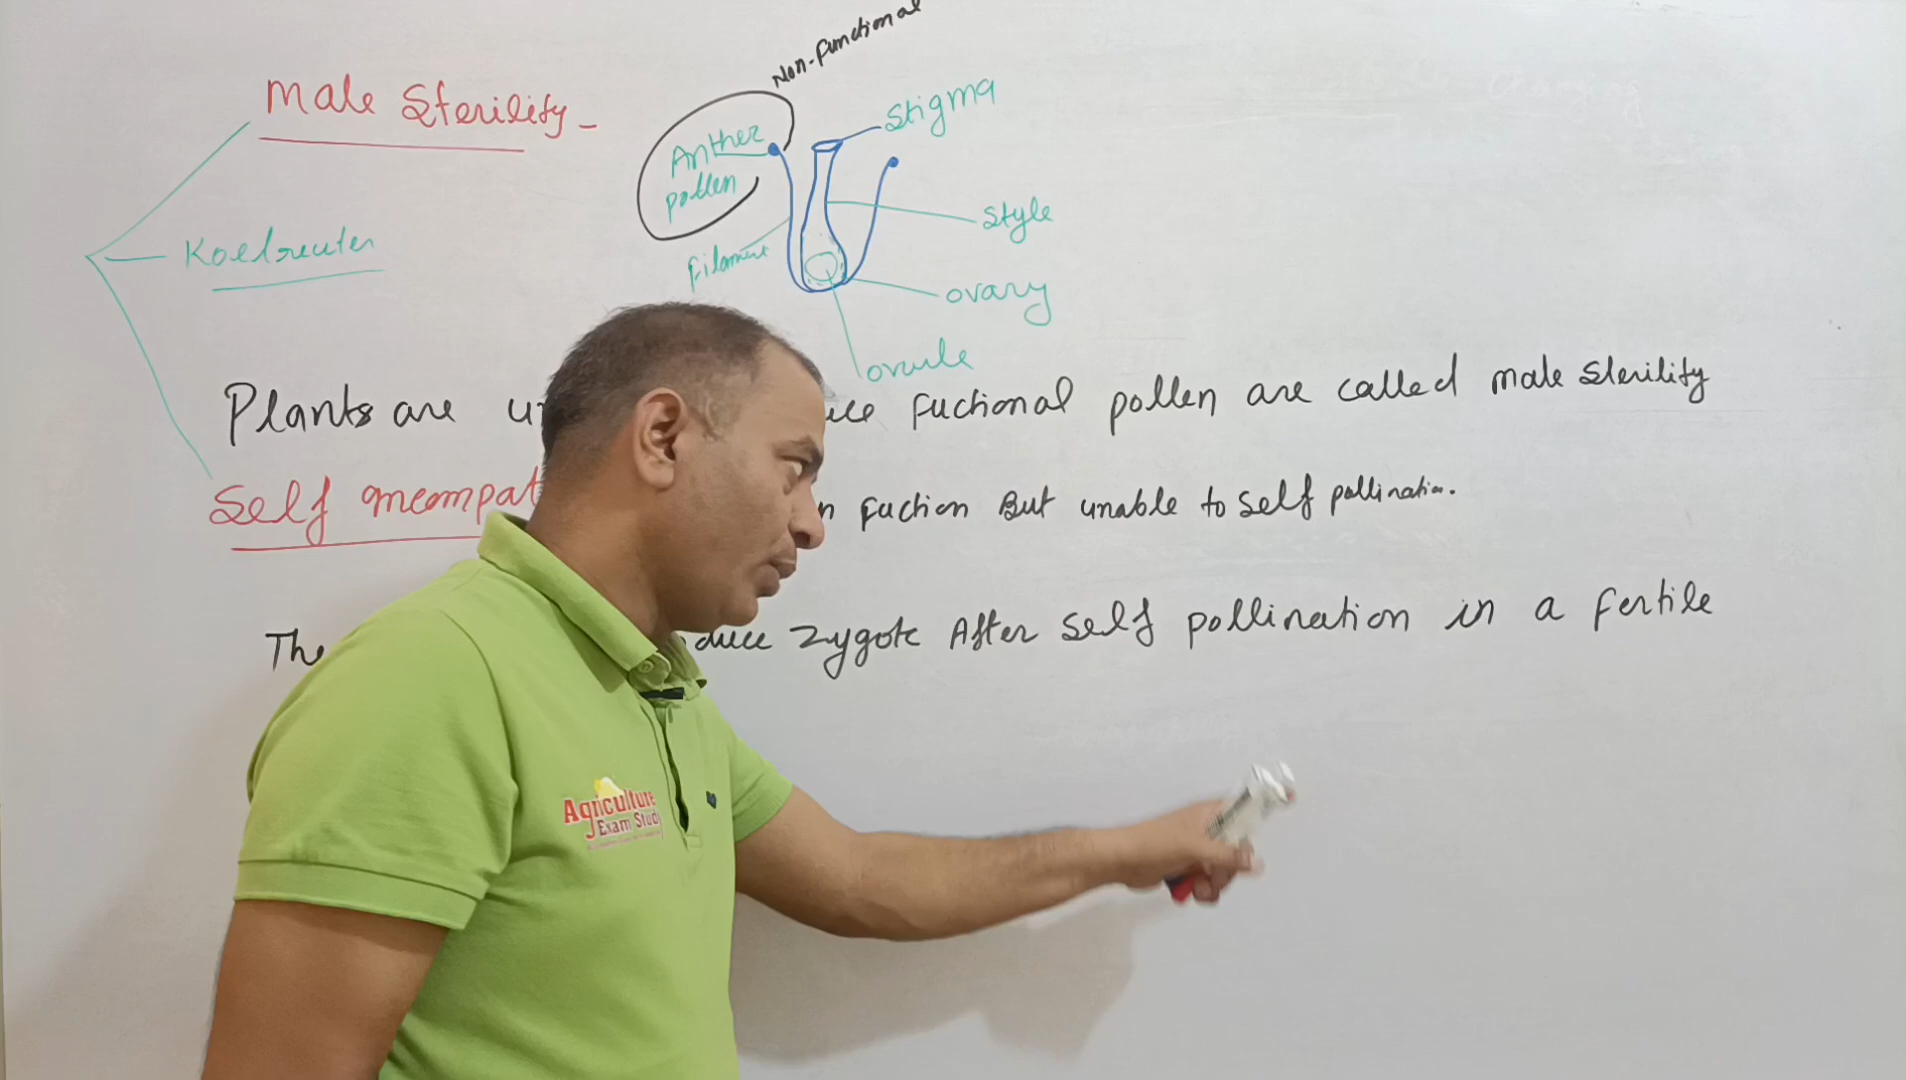 Non-functional
Male Sterility -
Anther
pollen
Stigma
Style
Koelreuter
Filament
ovary
ovule
Plants are fuctional pollen are called male sterility
Self fuction But unable to self pollination.
zygote After self pollination in a fertile
Agriculture
Exam Study